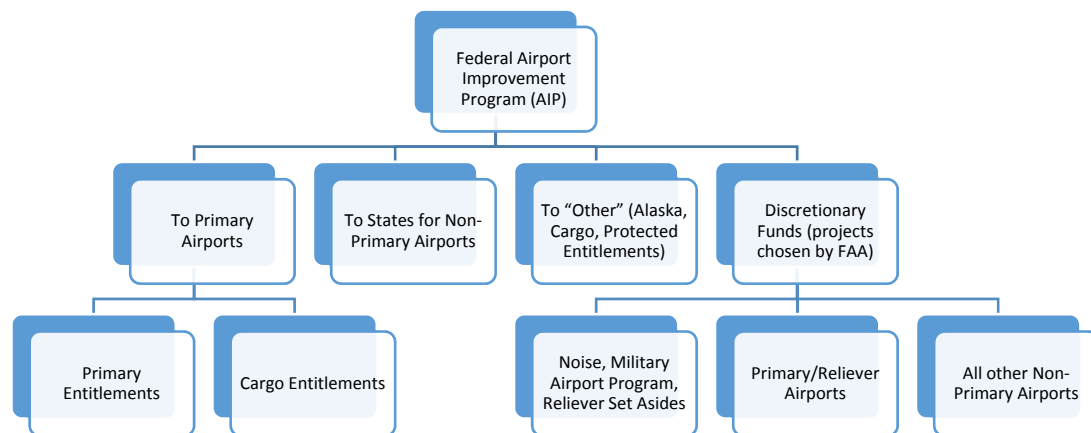 Federal Airport
Improvement
Program (AIP)
To Primary
Airports
To States for Non-
Primary Airports
To “Other” (Alaska,
Cargo, Protected
Entitlements)
Discretionary
Funds (projects
chosen by FAA)
Primary
Entitlements
Cargo Entitlements
Noise, Military
Airport Program,
Reliever Set Asides
Primary/Reliever
Airports
All other Non-
Primary Airports